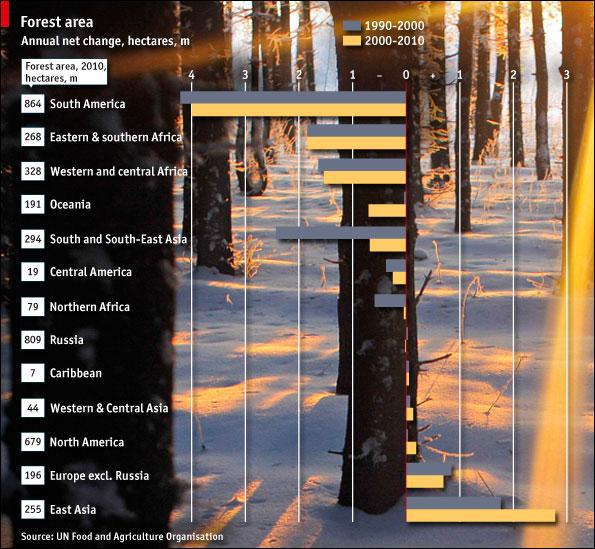 Forest area
Annual net change, hectares, m
1990-2000
2000-2010
Forest area, 2010,
hectares, m
4 3 2 1 – 0 + 1 2 3
864 South America
268 Eastern & southern Africa
328 Western and central Africa
191 Oceania
294 South and South-East Asia
19 Central America
79 Northern Africa
809 Russia
7 Caribbean
44 Western & Central Asia
679 North America
196 Europe excl. Russia
255 East Asia
Source: UN Food and Agriculture Organisation